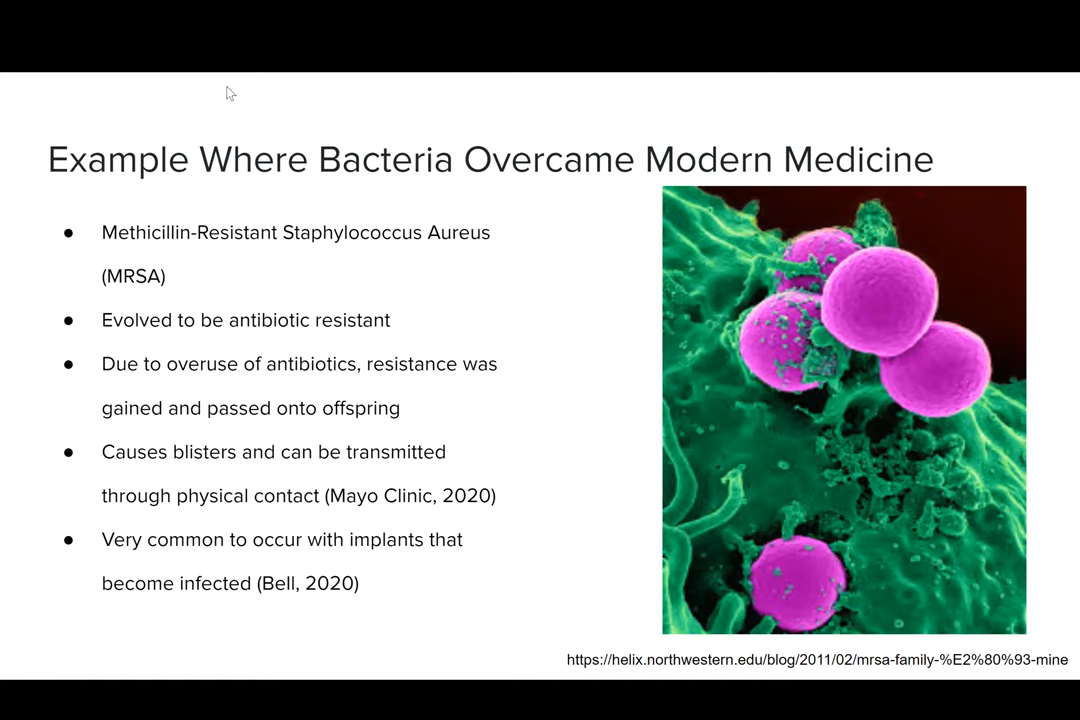 Example Where Bacteria Overcame Modern Medicine
● Methicillin-Resistant Staphylococcus Aureus
(MRSA)
● Evolved to be antibiotic resistant
● Due to overuse of antibiotics, resistance was
gained and passed onto offspring
● Causes blisters and can be transmitted
through physical contact (Mayo Clinic, 2020)
● Very common to occur with implants that
become infected (Bell, 2020)
https://helix.northwestern.edu/blog/2011/02/mrsa-family-%E2%80%93-mine